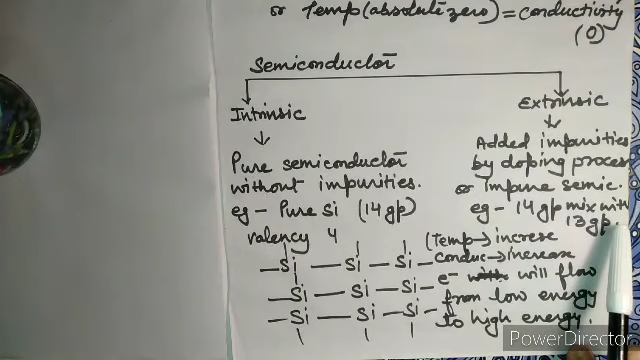 or Temp (absolute zero) = conductivity
(0)
Semiconductor
Intrinsic
Extrinsic
Pure semiconductor
without impurities.
eg - Pure Si (14 gp)
valency 4
Added impurities
by doping process
or Impure semic.
eg - 14 gp mix with
13 gp.
(Temp → increse
Conduc → increase
e⁻ will flow
from low energy
to high energy.
- Si - Si - Si -
- Si - Si - Si -
- Si - Si - Si -
PowerDirector